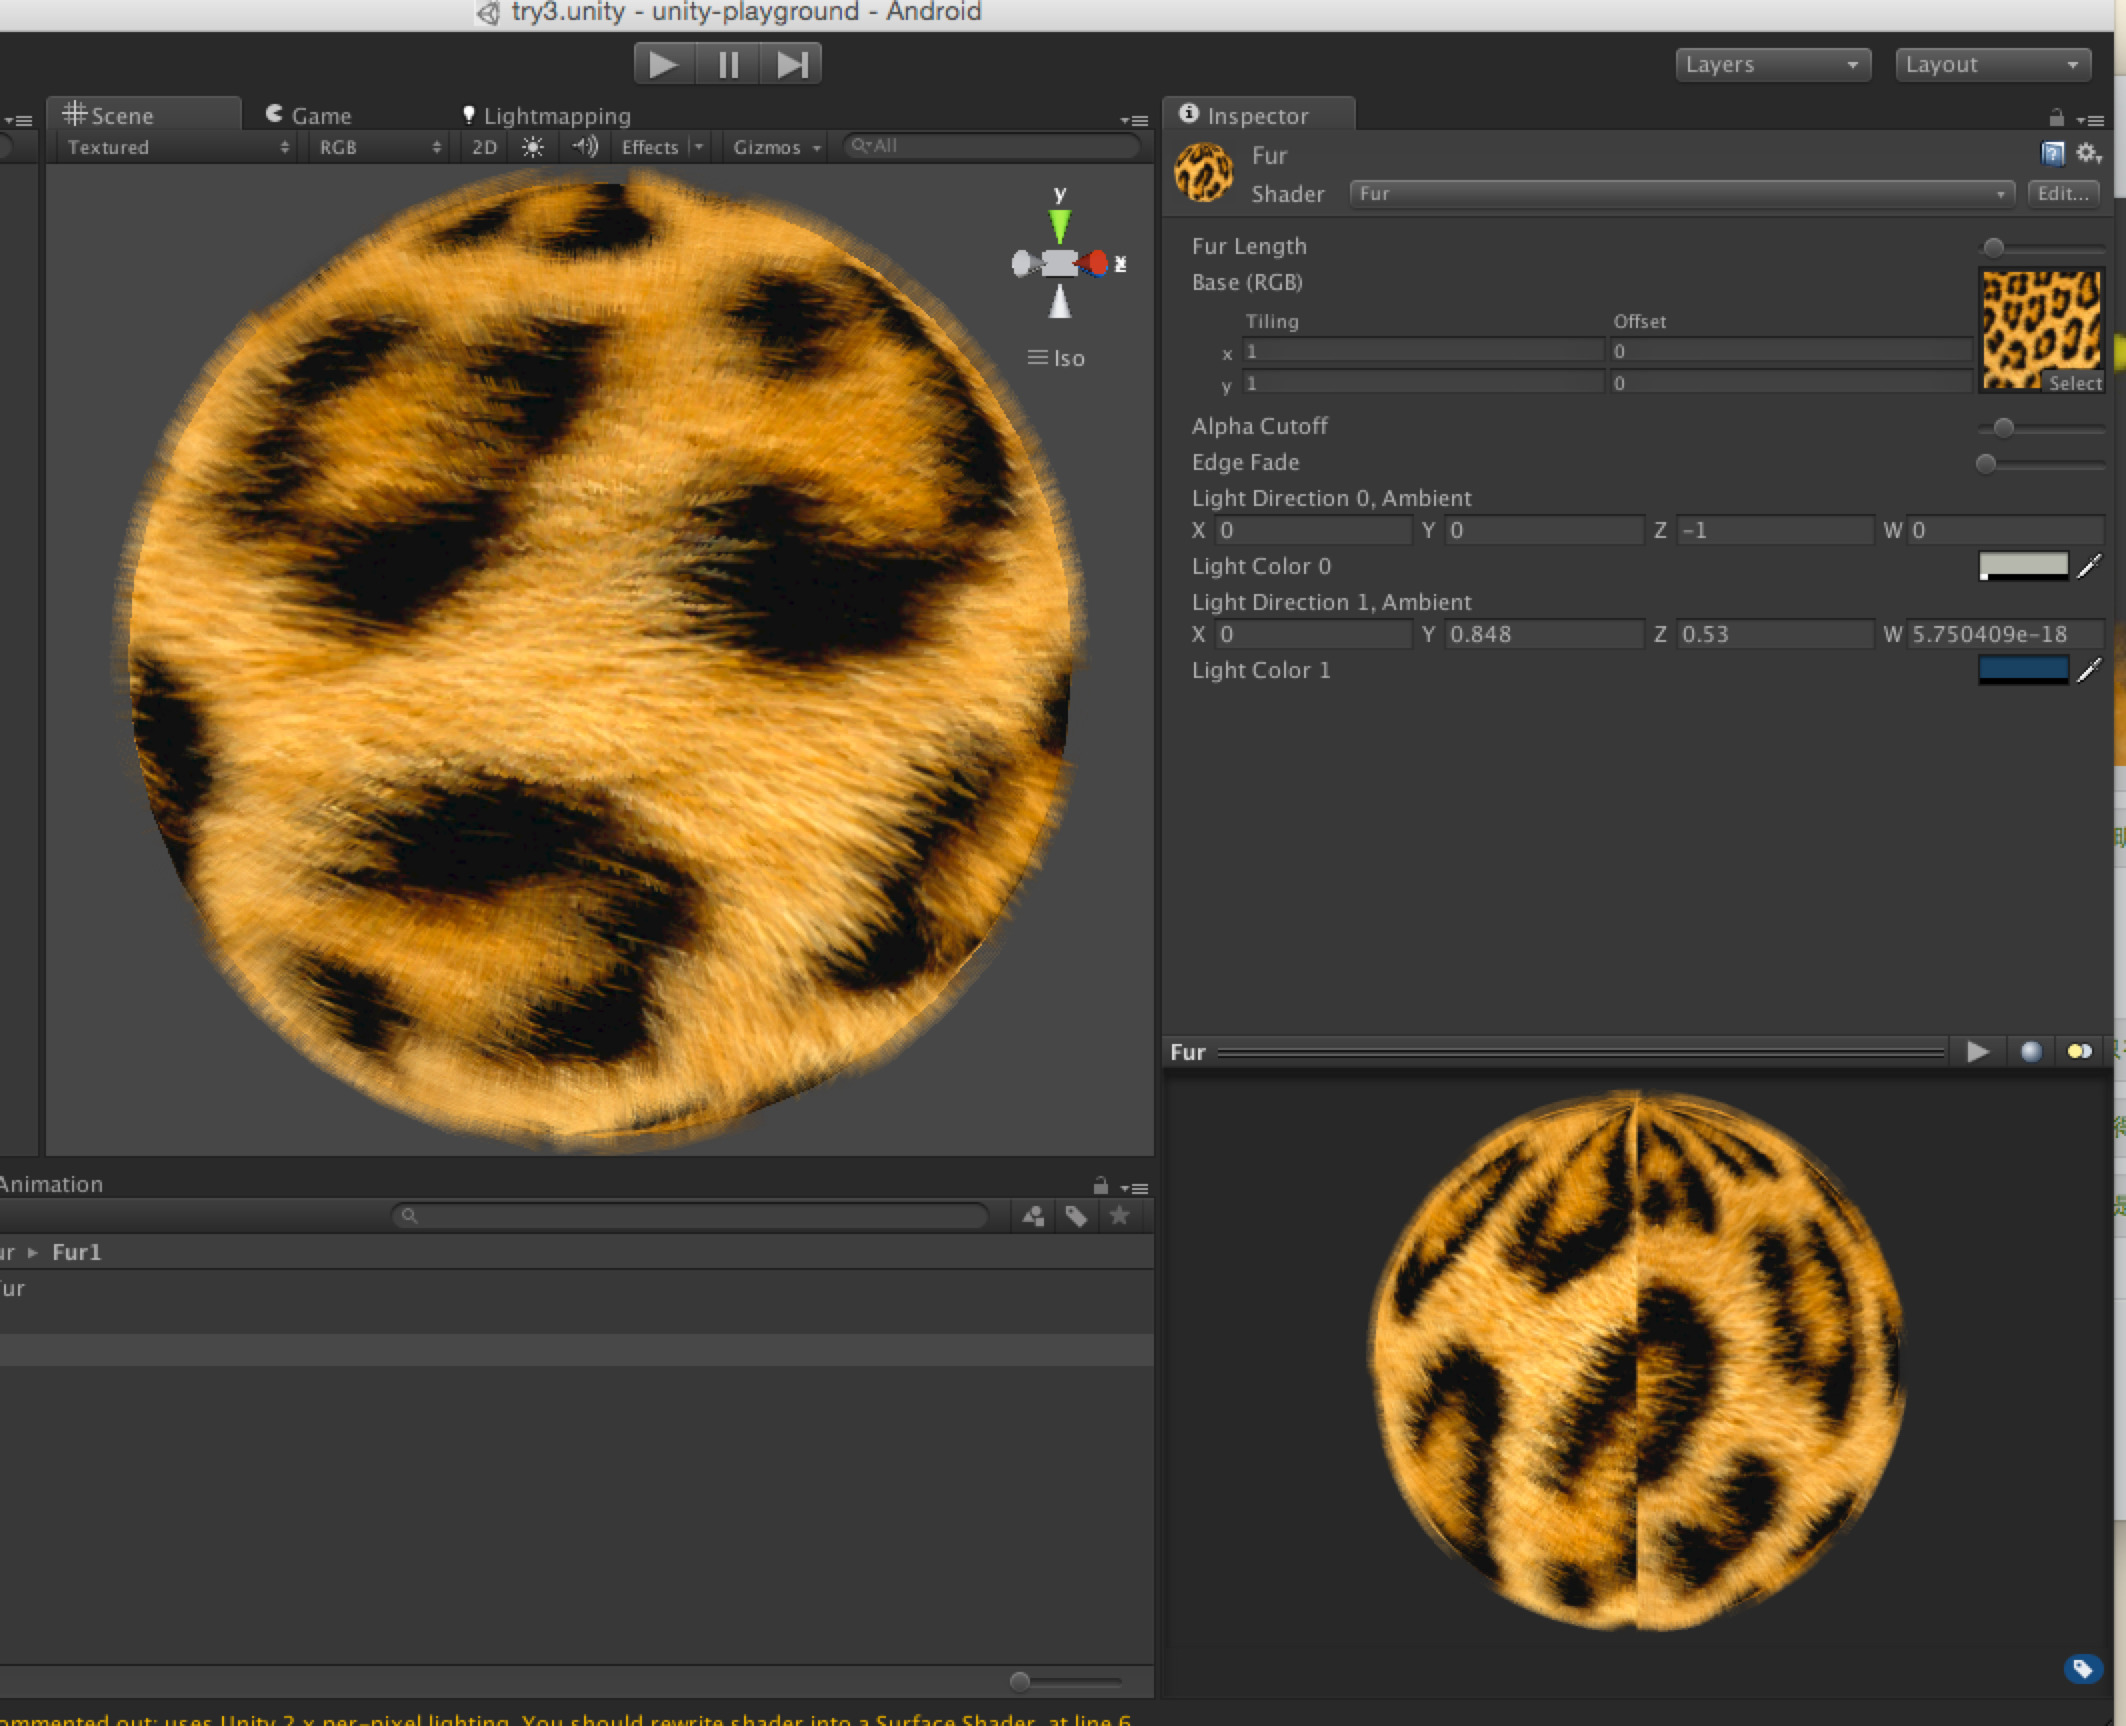 try3.unity - unity-playground - Android
Layers
Layout
Scene
Game
Lightmapping
Textured
RGB
2D
Effects
Gizmos
All
y
x
Iso
Inspector
Fur
Shader
Fur
Edit...
Fur Length
Base (RGB)
Tiling
Offset
x 1 0
y 1 0
Select
Alpha Cutoff
Edge Fade
Light Direction 0, Ambient
X 0 Y 0 Z -1 W 0
Light Color 0
Light Direction 1, Ambient
X 0 Y 0.848 Z 0.53 W 5.750409e-18
Light Color 1
Fur
Animation
ur ▸ Fur1
ur
ommented out: uses Unity 2.x per-pixel lighting. You should rewrite shader into a Surface Shader. at line 6